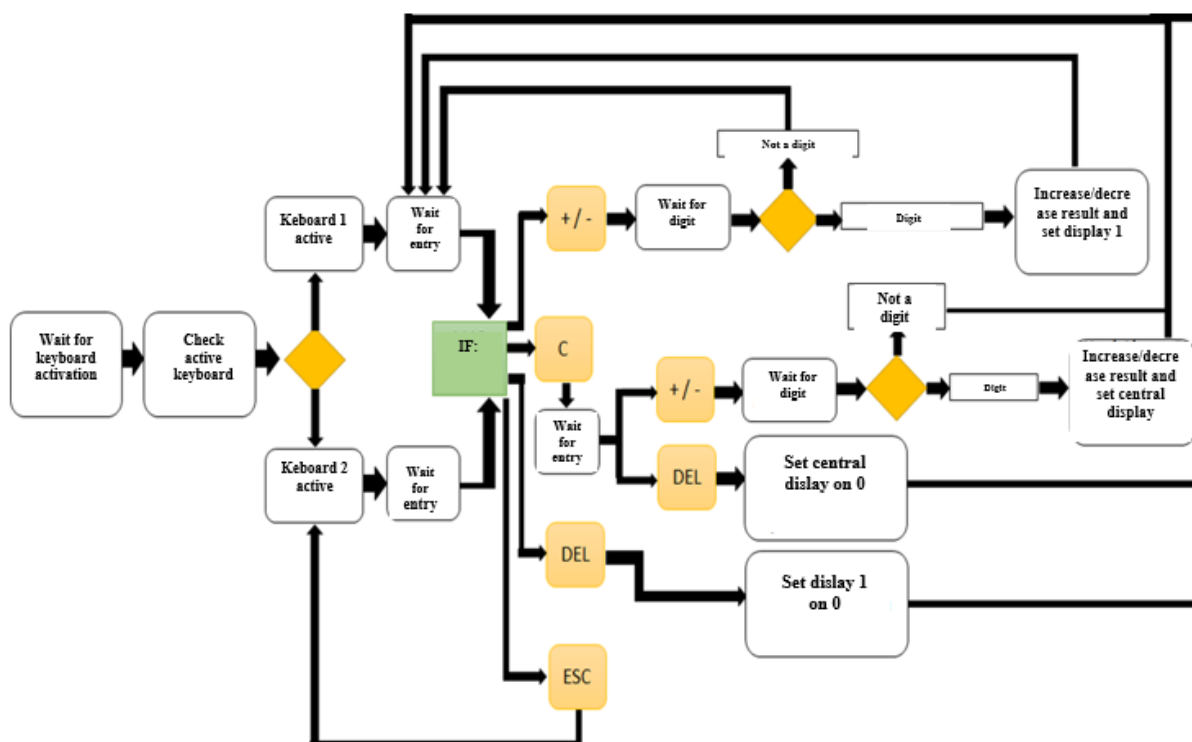 Not a digit
Keboard 1
active
Wait
for
entry
+ / -
Wait for
digit
Digit
Increase/decre
ase result and
set display 1
Wait for
keyboard
activation
Check
active
keyboard
IF:
C
Wait
for
entry
Not a
digit
+ / -
Wait for
digit
Digit
Increase/decre
ase result and
set central
display
Keboard 2
active
Wait
for
entry
DEL
Set central
dislay on 0
DEL
Set dislay 1
on 0
ESC